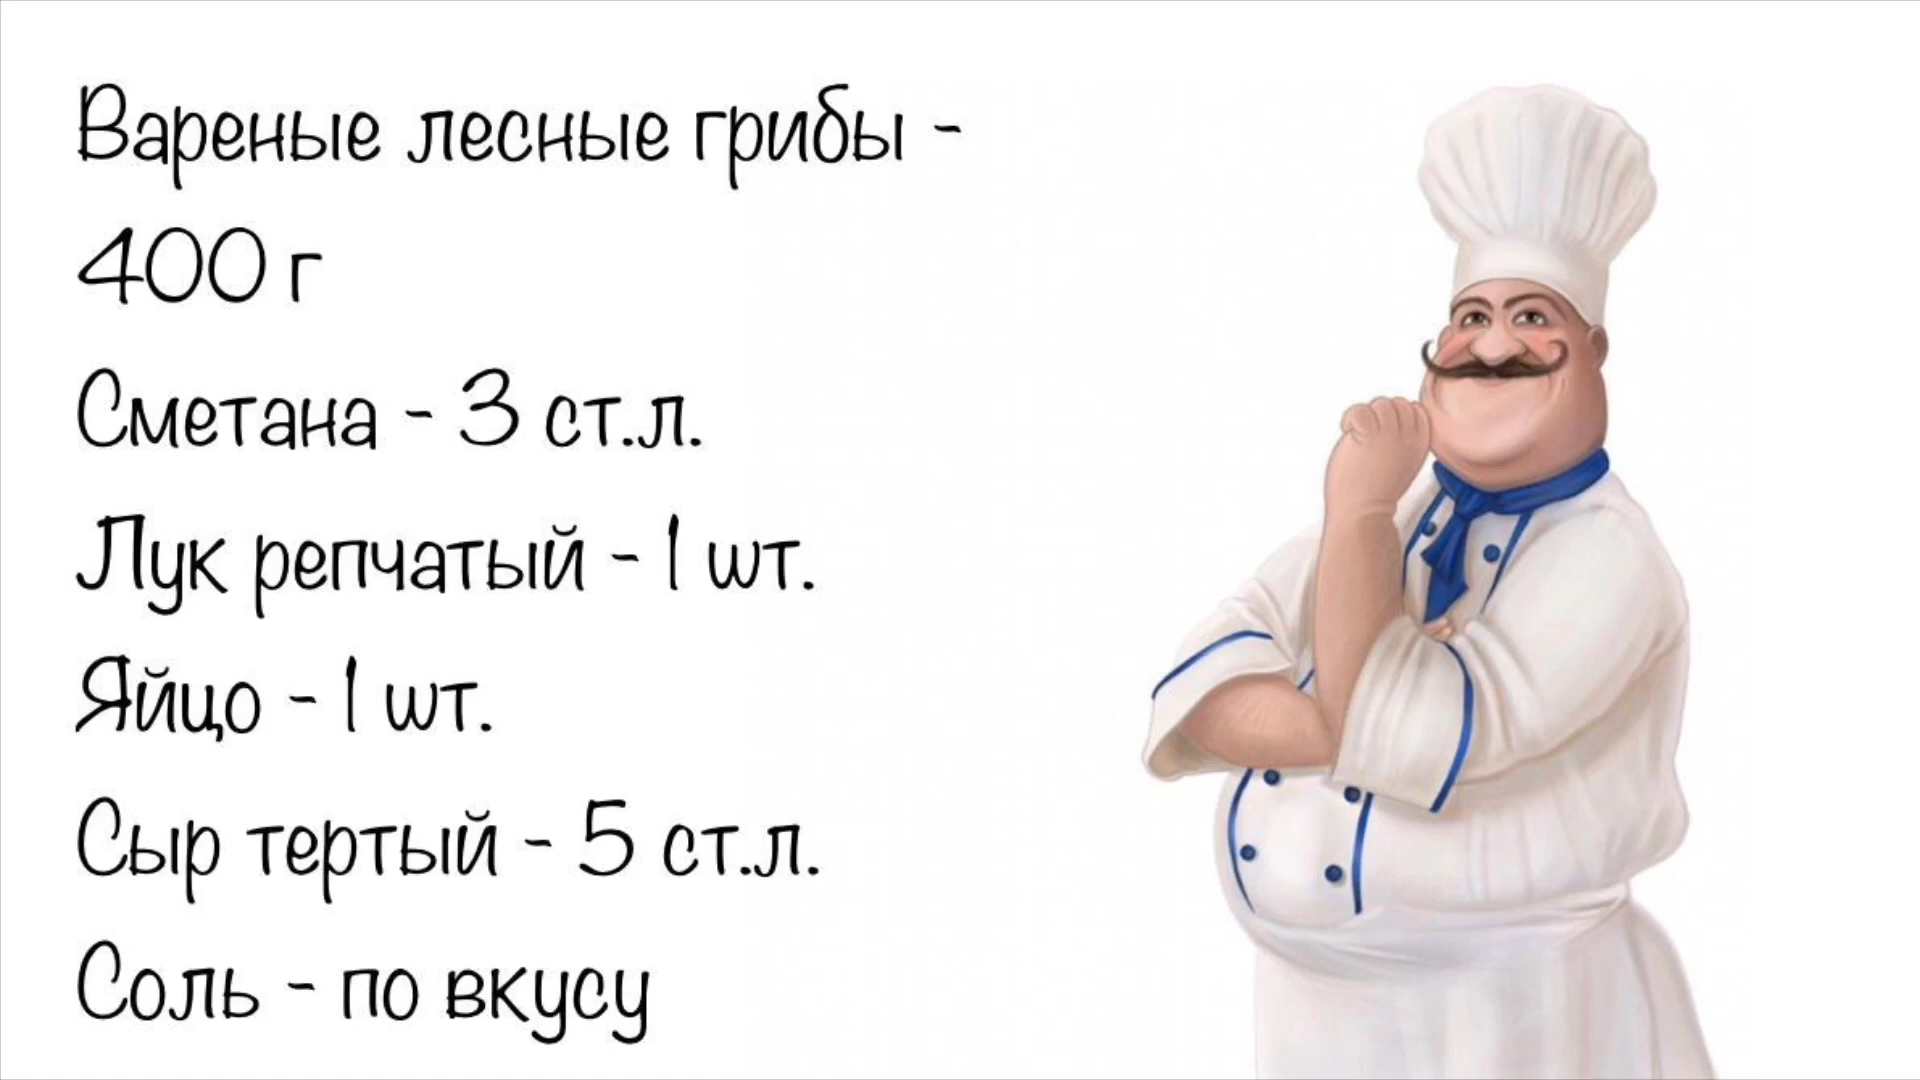 Вареные лесные грибы -
400 г
Сметана - 3 ст.л.
Лук репчатый - 1 шт.
Яйцо - 1 шт.
Сыр тертый - 5 ст.л.
Соль - по вкусу